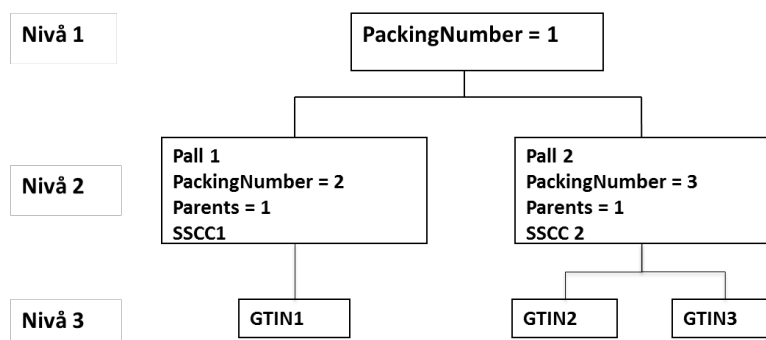 Nivå 1
PackingNumber = 1
Nivå 2
Pall 1
PackingNumber = 2
Parents = 1
SSCC1
Pall 2
PackingNumber = 3
Parents = 1
SSCC 2
Nivå 3
GTIN1
GTIN2
GTIN3